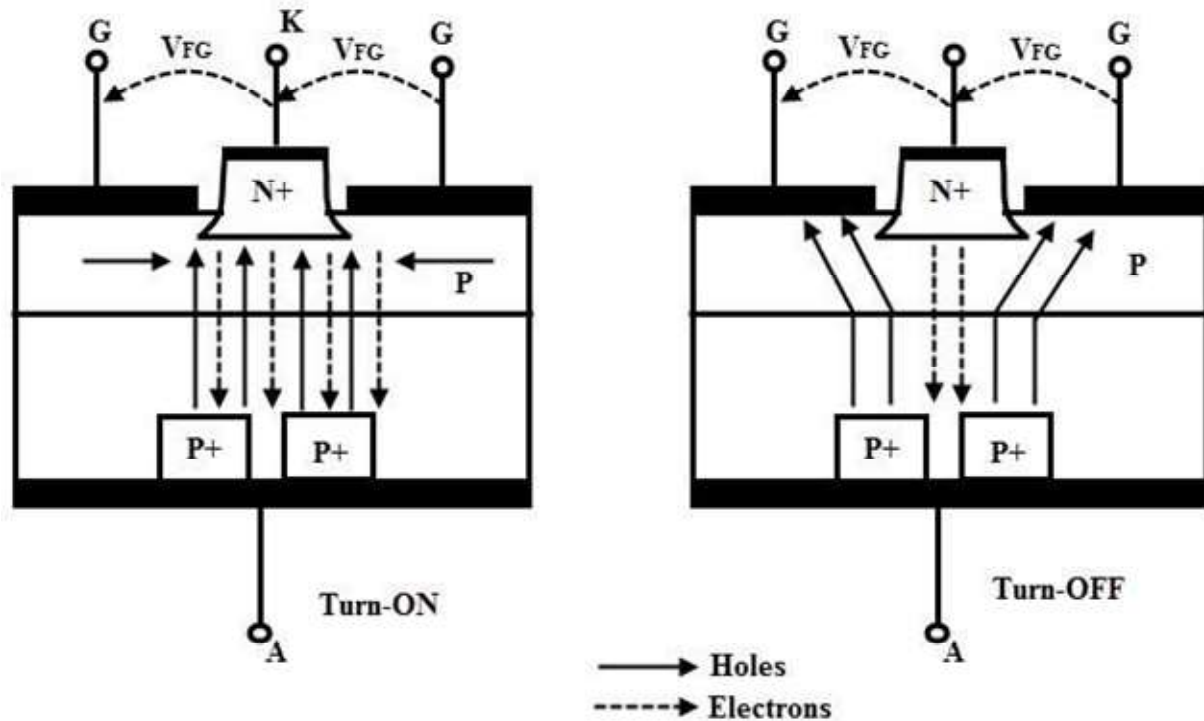 G VFG K VFG G
N+
P
P+ P+
Turn-ON
A
G VFG VFG G
N+
P
P+ P+
Turn-OFF
A
Holes
Electrons